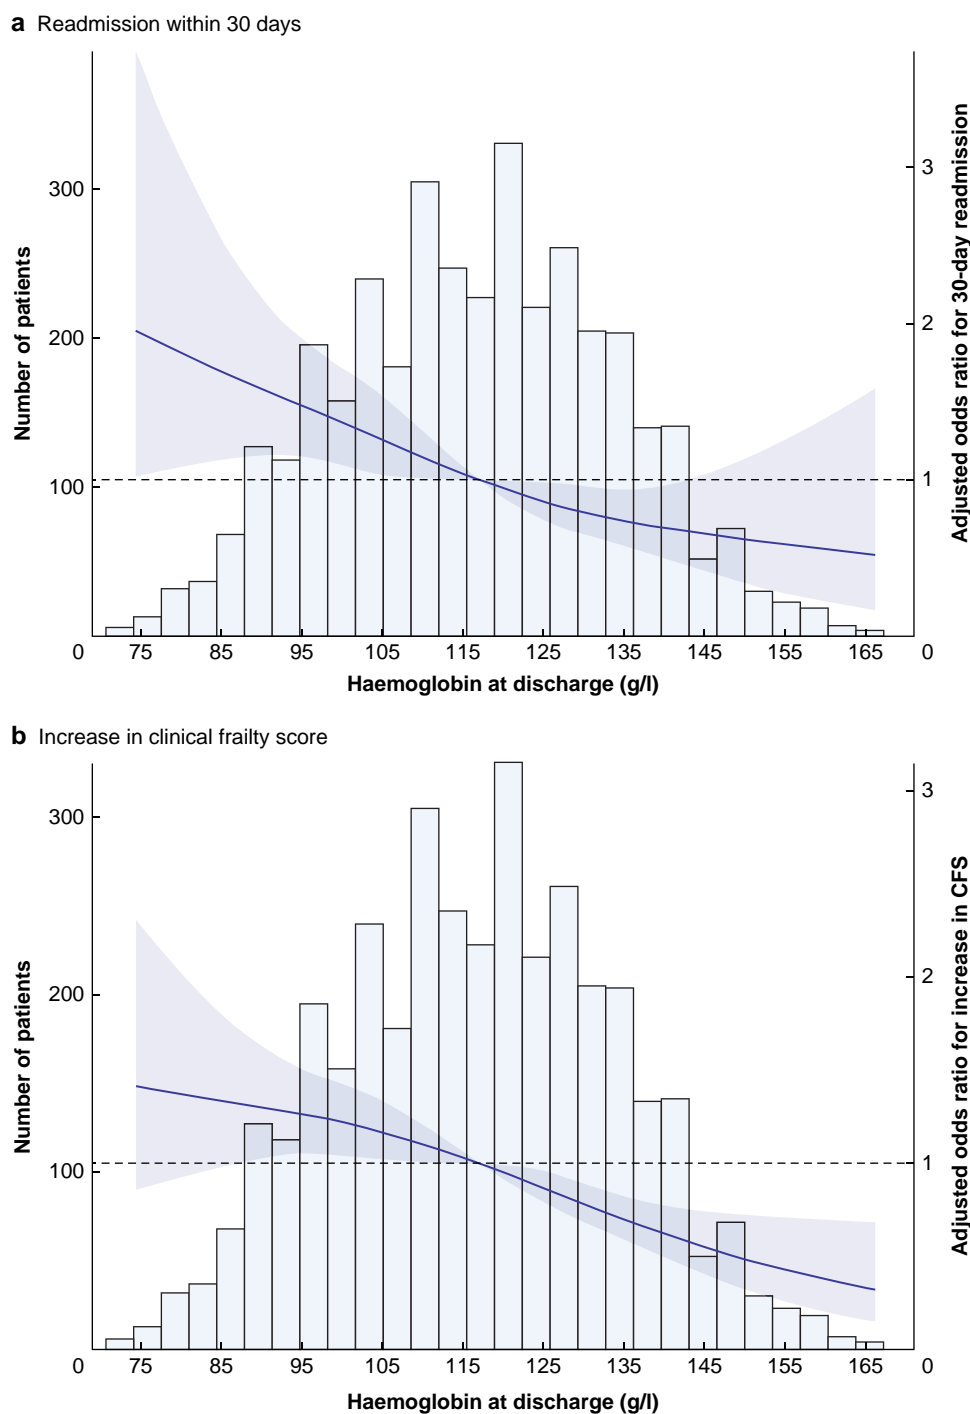 a Readmission within 30 days
300
200
100
0
Number of patients
3
2
1
0
Adjusted odds ratio for 30-day readmission
75 85 95 105 115 125 135 145 155 165
Haemoglobin at discharge (g/l)
b Increase in clinical frailty score
300
200
100
0
Number of patients
3
2
1
0
Adjusted odds ratio for increase in CFS
75 85 95 105 115 125 135 145 155 165
Haemoglobin at discharge (g/l)